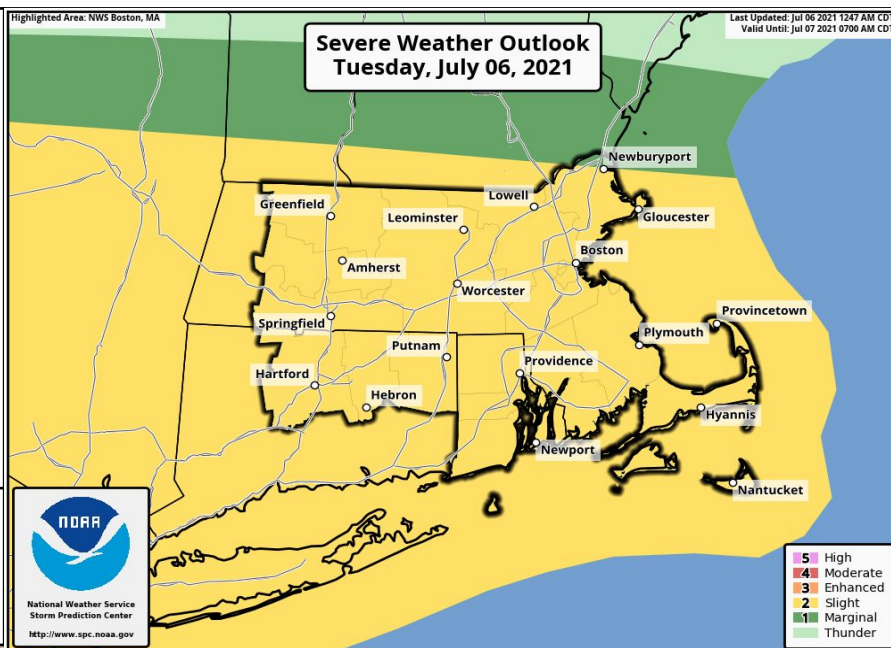 Highlighted Area: NWS Boston, MA
Last Updated: Jul 06 2021 1247 AM CDT
Valid Until: Jul 07 2021 0700 AM CDT
Severe Weather Outlook
Tuesday, July 06, 2021
Newburyport
Lowell
Greenfield
Leominster
Gloucester
Boston
Amherst
Worcester
Provincetown
Springfield
Plymouth
Putnam
Providence
Hartford
Hebron
Hyannis
Newport
Nantucket
NOAA
National Weather Service
Storm Prediction Center
http://www.spc.noaa.gov
5 High
4 Moderate
3 Enhanced
2 Slight
1 Marginal
Thunder